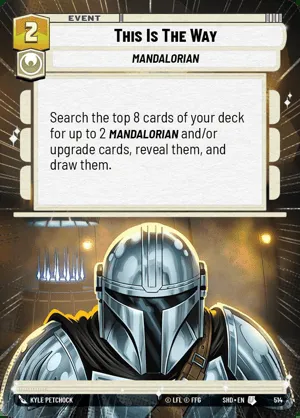 EVENT
2
THIS IS THE WAY
MANDALORIAN
Search the top 8 cards of your deck
for up to 2 MANDALORIAN and/or
upgrade cards, reveal them, and
draw them.
KYLE PETCHOCK
© LFL © FFG
SHD • EN
514